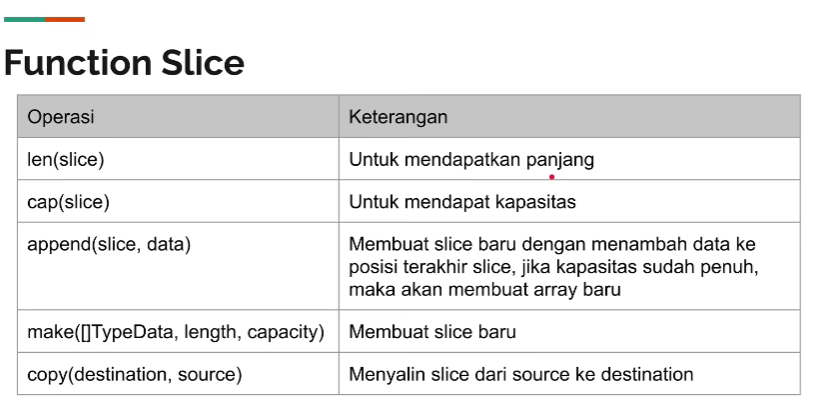 Function Slice
Operasi
Keterangan
len(slice)
Untuk mendapatkan panjang
cap(slice)
Untuk mendapat kapasitas
append(slice, data)
Membuat slice baru dengan menambah data ke
posisi terakhir slice, jika kapasitas sudah penuh,
maka akan membuat array baru
make([]TypeData, length, capacity)
Membuat slice baru
copy(destination, source)
Menyalin slice dari source ke destination